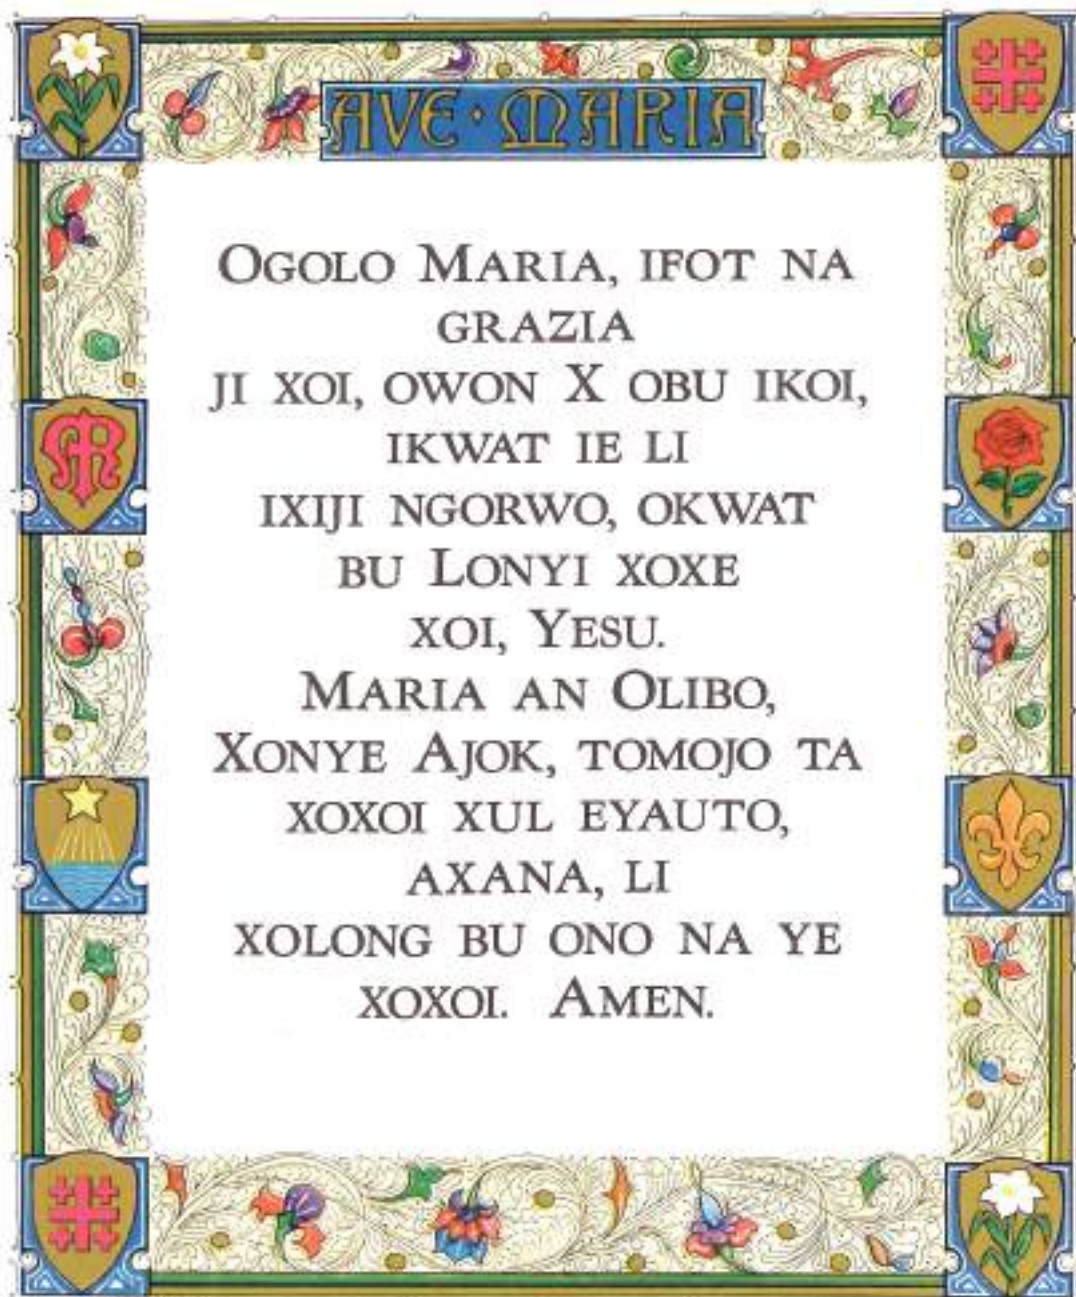 AVE · MARIA
OGOLO MARIA, IFOT NA
GRAZIA
JI XOI, OWON X OBU IKOI,
IKWAT IE LI
IXIJI NGORWO, OKWAT
BU LONYI XOXE
XOI, YESU.
MARIA AN OLIBO,
XONYE AJOK, TOMOJO TA
XOXOI XUL EYAUTO,
AXANA, LI
XOLONG BU ONO NA YE
XOXOI. AMEN.